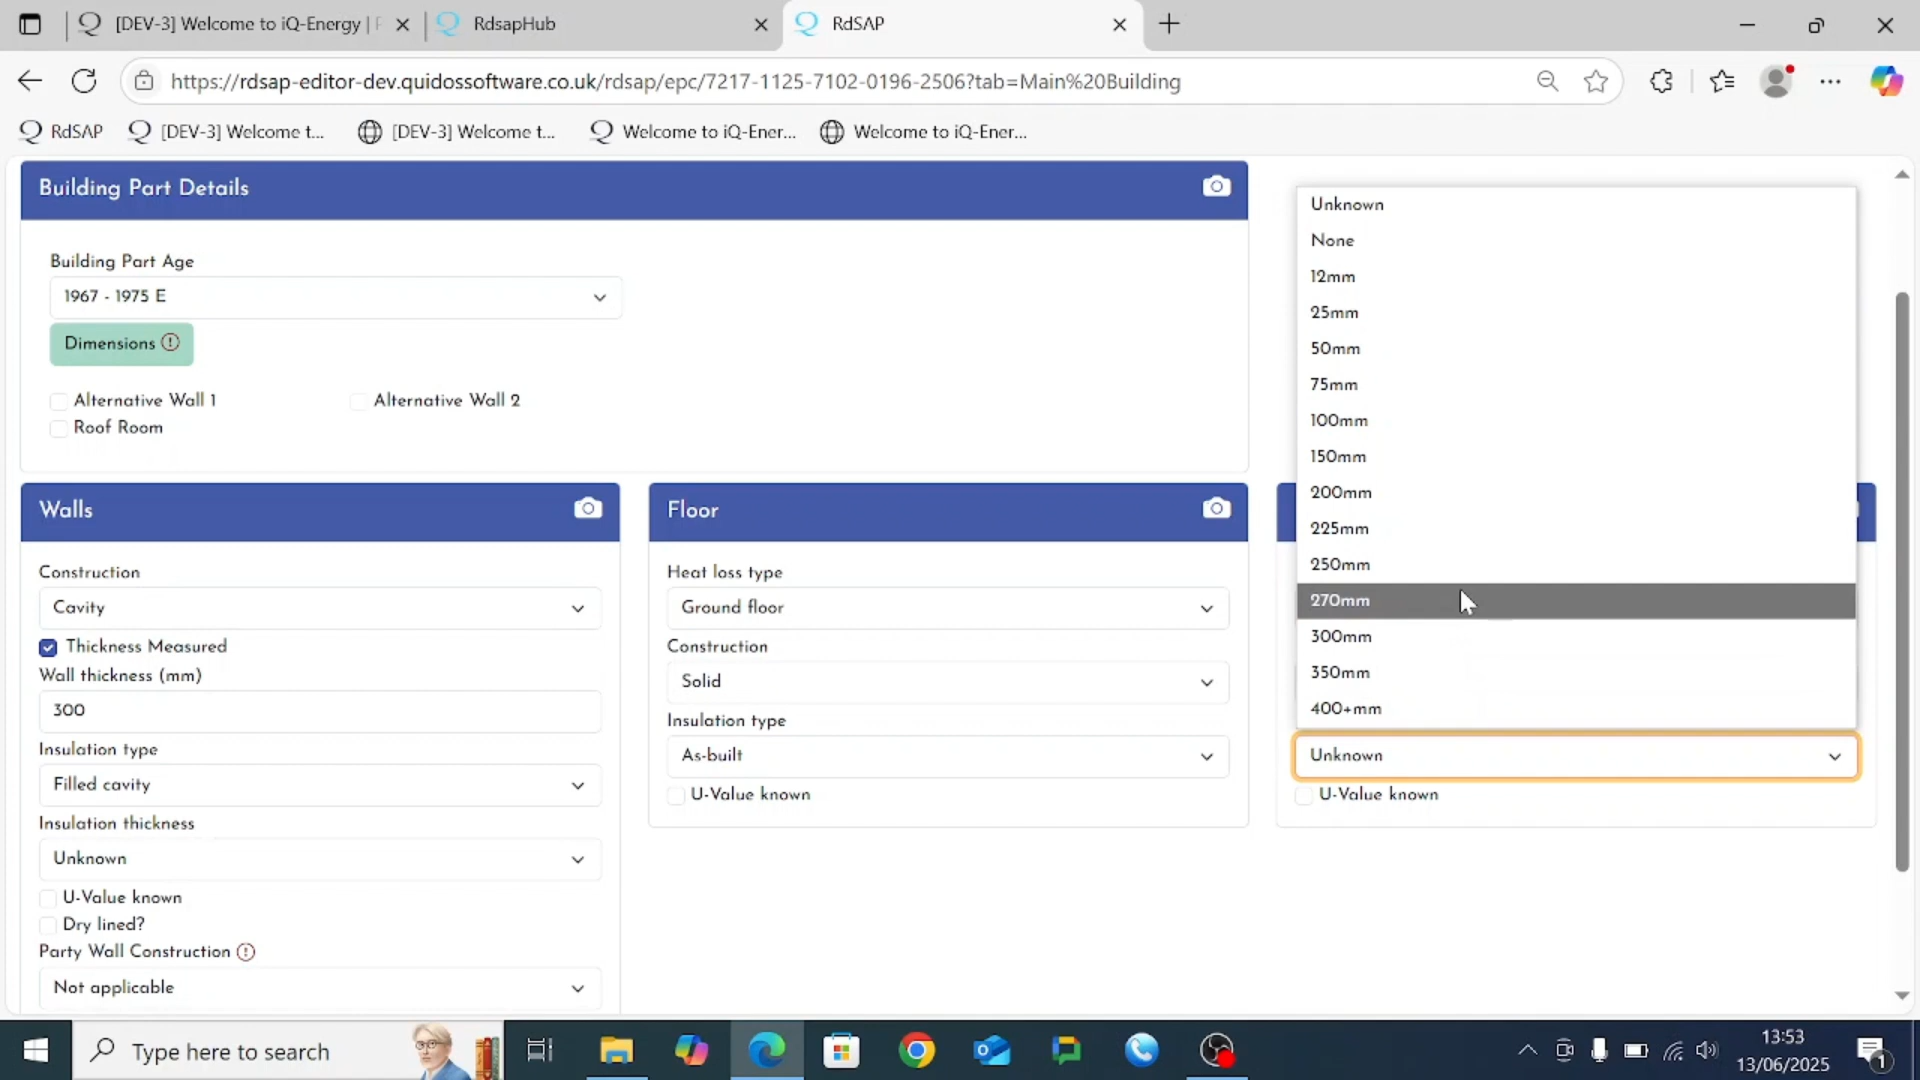 [DEV-3] Welcome to iQ-Energy | F
RdsapHub
RdSAP
https://rdsap-editor-dev.quidossoftware.co.uk/rdsap/epc/7217-1125-7102-0196-2506?tab=Main%20Building
RdSAP
[DEV-3] Welcome t...
[DEV-3] Welcome t...
Welcome to iQ-Ener...
Welcome to iQ-Ener...
Building Part Details
Building Part Age
1967 - 1975 E
Dimensions
Alternative Wall 1
Alternative Wall 2
Roof Room
Walls
Construction
Cavity
Thickness Measured
Wall thickness (mm)
300
Insulation type
Filled cavity
Insulation thickness
Unknown
U-Value known
Dry lined?
Party Wall Construction
Not applicable
Floor
Heat loss type
Ground floor
Construction
Solid
Insulation type
As-built
U-Value known
Unknown
None
12mm
25mm
50mm
75mm
100mm
150mm
200mm
225mm
250mm
270mm
300mm
350mm
400+mm
Unknown
U-Value known
Type here to search
13:53
13/06/2025
1